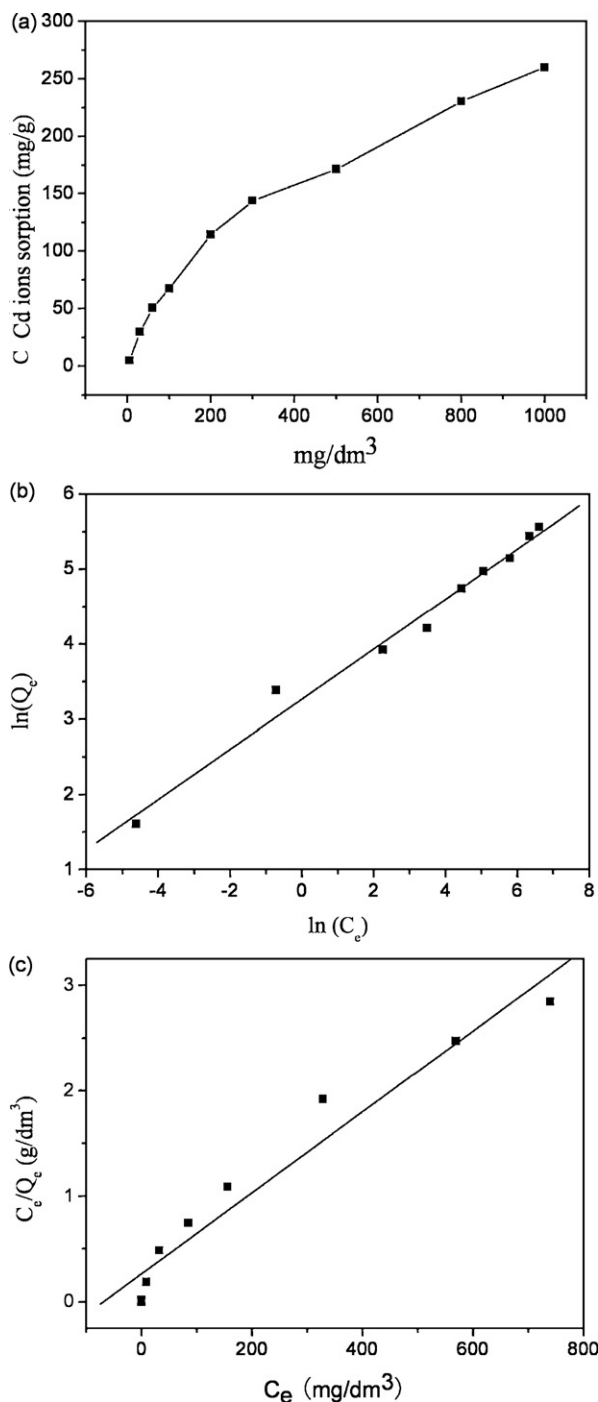 (a)
300
250
200
150
100
50
0
C Cd ions sorption (mg/g)
0 200 400 600 800 1000
mg/dm³
(b)
6
5
4
3
2
1
ln(Qₑ)
-6 -4 -2 0 2 4 6 8
ln (Cₑ)
(c)
3
2
1
0
Cₑ/Qₑ (g/dm³)
0 200 400 600 800
Cₑ (mg/dm³)